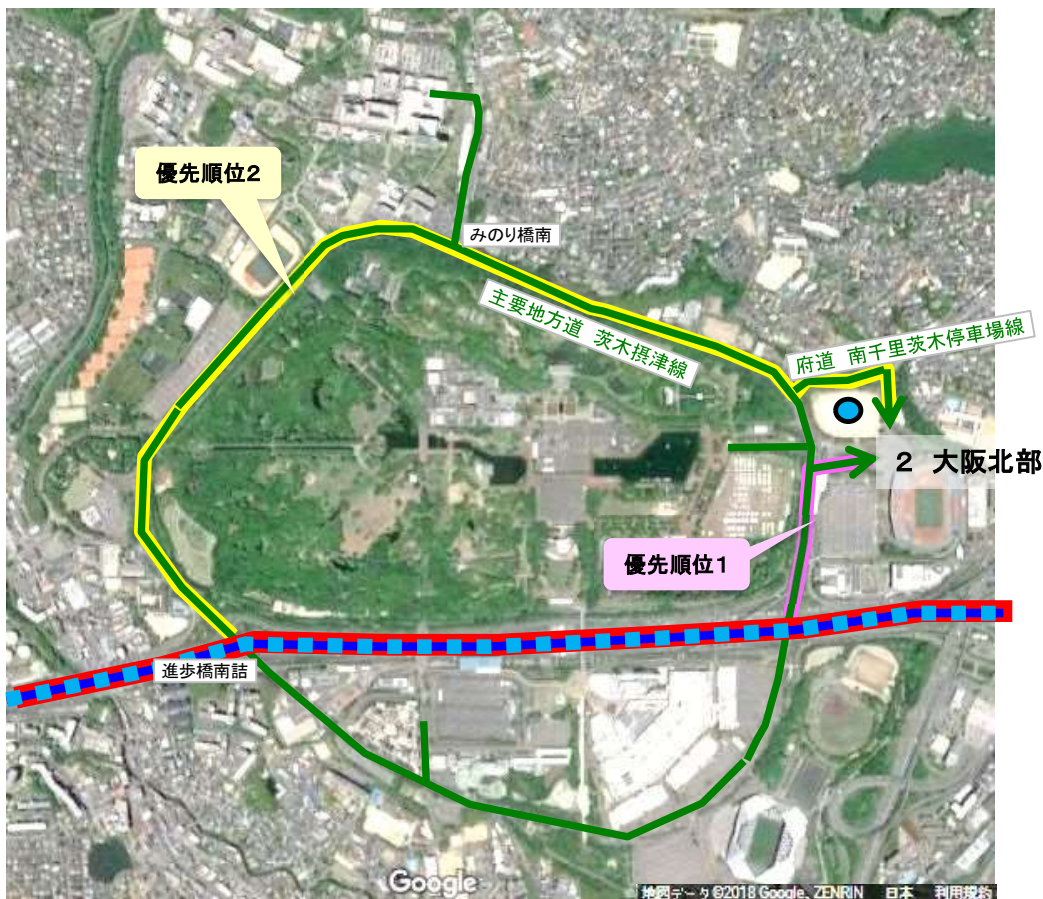 優先順位２
みのり橋南
主要地方道 茨木摂津線
府道 南千里茨木停車場線
２ 大阪北部
優先順位１
進歩橋南詰
Google
地図データ ©2018 Google, ZENRIN 日本 利用規約